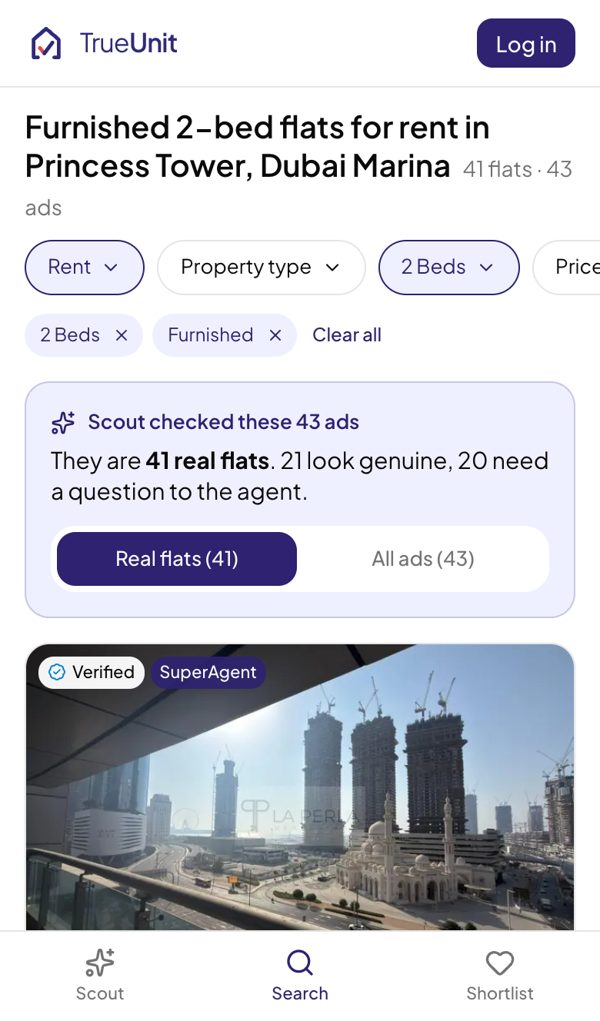 TrueUnit
Log in
Furnished 2-bed flats for rent in
Princess Tower, Dubai Marina 41 flats · 43
ads
Rent
Property type
2 Beds
Price
2 Beds ×
Furnished ×
Clear all
Scout checked these 43 ads
They are 41 real flats. 21 look genuine, 20 need
a question to the agent.
Real flats (41)
All ads (43)
Verified
SuperAgent
LA PERLA
Scout
Search
Shortlist